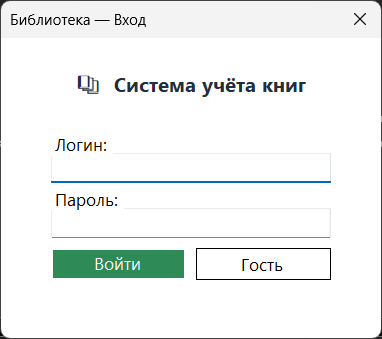 Библиотека — Вход
Система учёта книг
Логин:
Пароль:
Войти
Гость